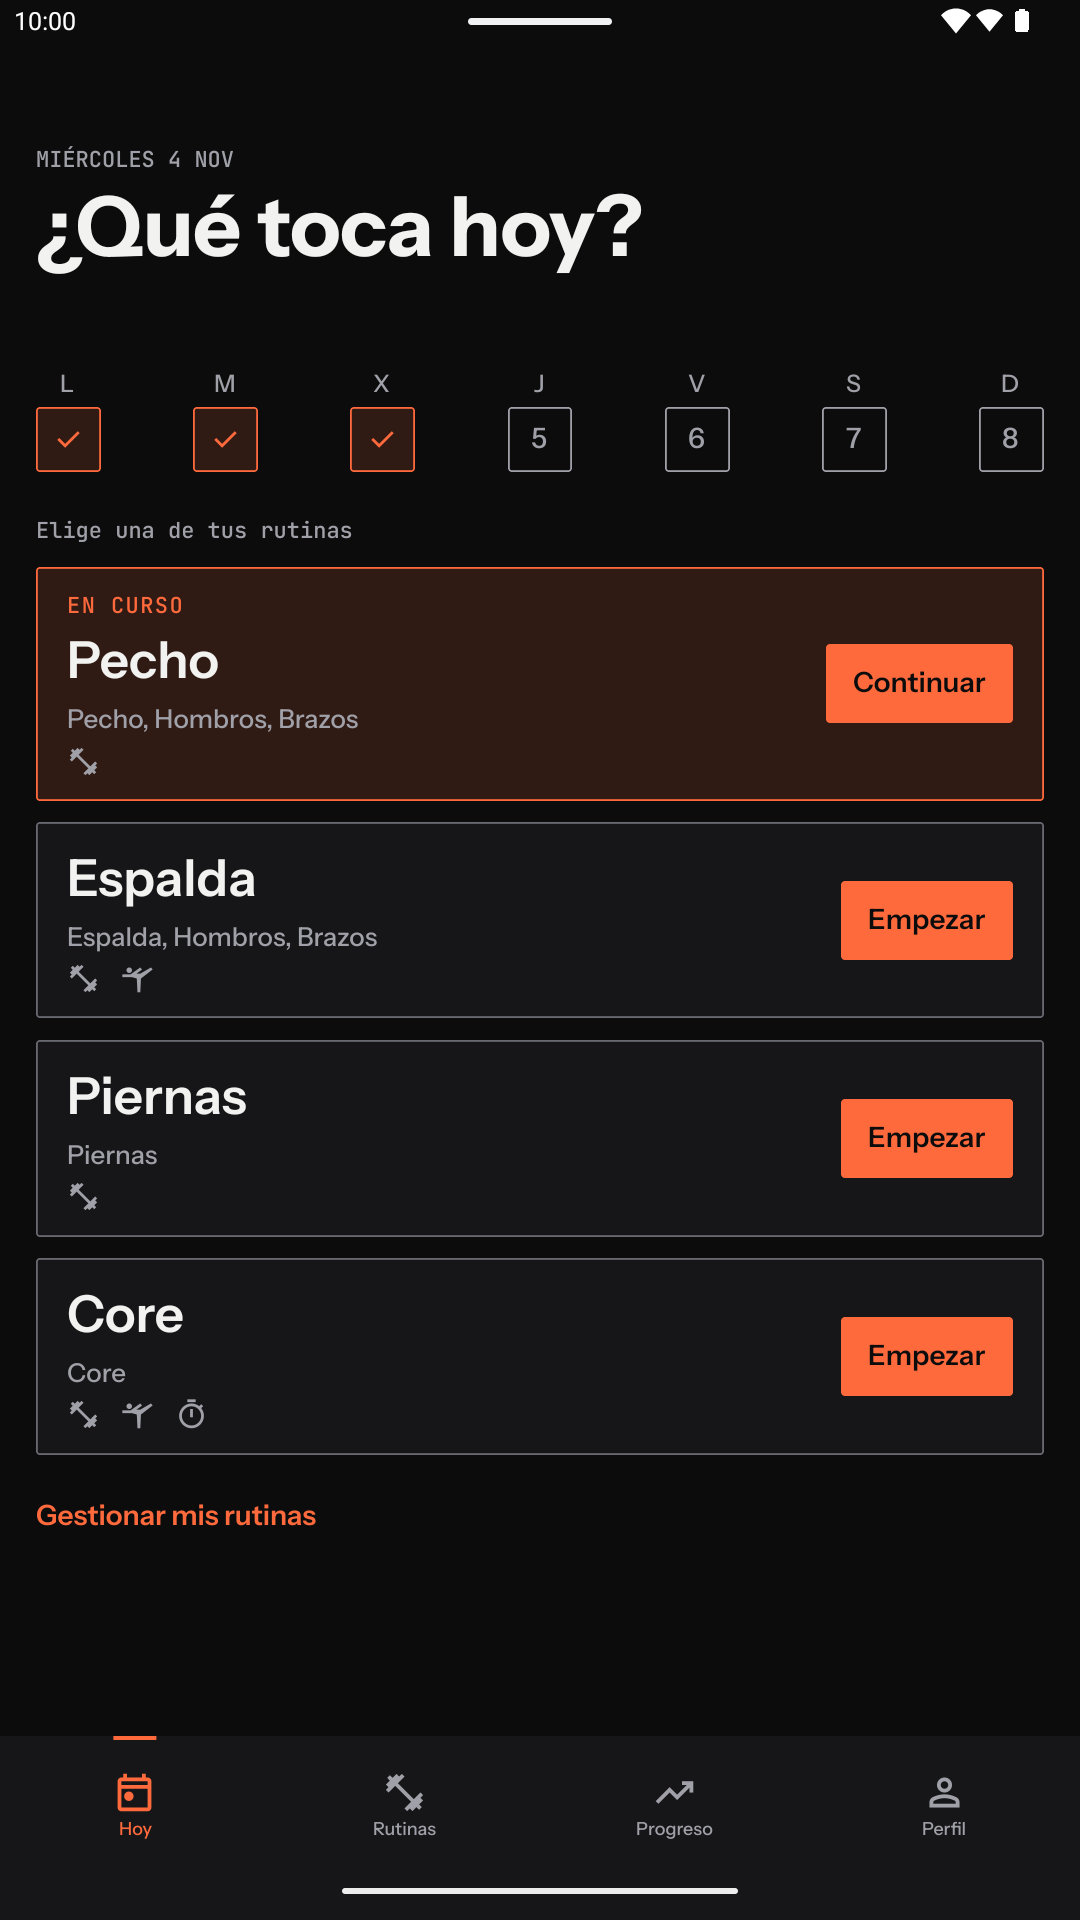 10:00
MIÉRCOLES 4 NOV
¿Qué toca hoy?
L M X J V S D
5 6 7 8
Elige una de tus rutinas
EN CURSO
Pecho
Pecho, Hombros, Brazos
Continuar
Espalda
Espalda, Hombros, Brazos
Empezar
Piernas
Piernas
Empezar
Core
Core
Empezar
Gestionar mis rutinas
Hoy Rutinas Progreso Perfil